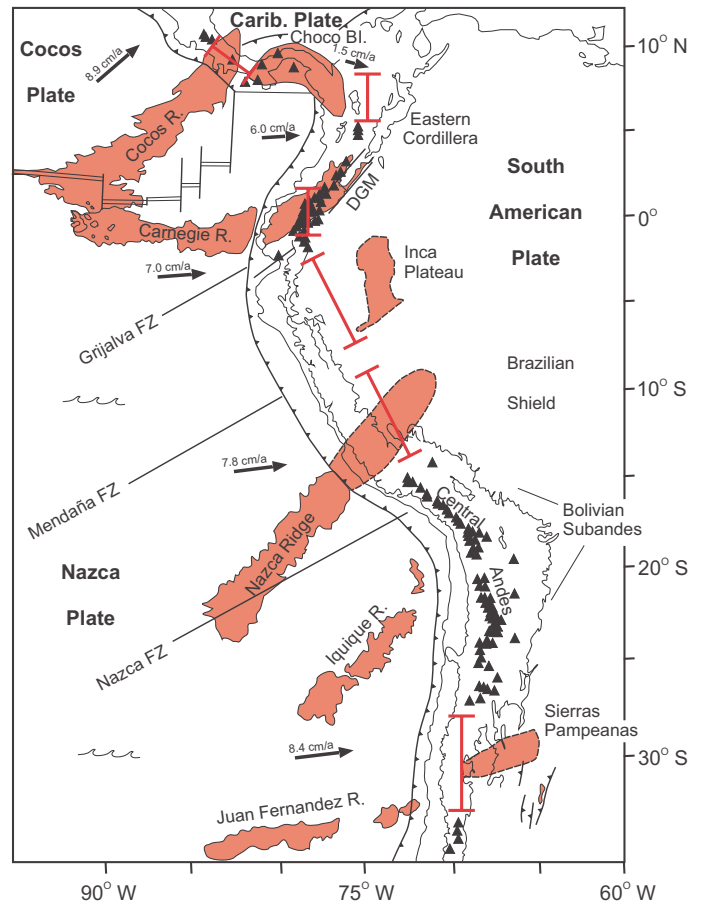 Carib. Plate
Cocos
Plate
Choco Bl.
8.9 cm/a
1.5 cm/a
10° N
Eastern
Cordillera
Cocos R.
6.0 cm/a
South
American
Plate
DGM
0°
Carnegie R.
Inca
Plateau
7.0 cm/a
Grijalva FZ
Brazilian
Shield
10° S
7.8 cm/a
Mendaña FZ
Central
Andes
Bolivian
Subandes
Nazca
Plate
Nazca Ridge
20° S
Nazca FZ
Iquique R.
Sierras
Pampeanas
8.4 cm/a
30° S
Juan Fernandez R.
90° W
75° W
60° W